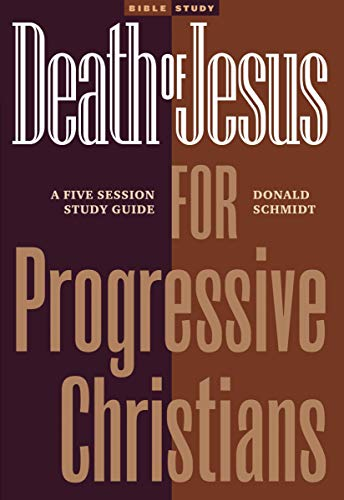 BIBLE STUDY
Death of Jesus
A FIVE SESSION
STUDY GUIDE
FOR
DONALD
SCHMIDT
Progressive
Christians